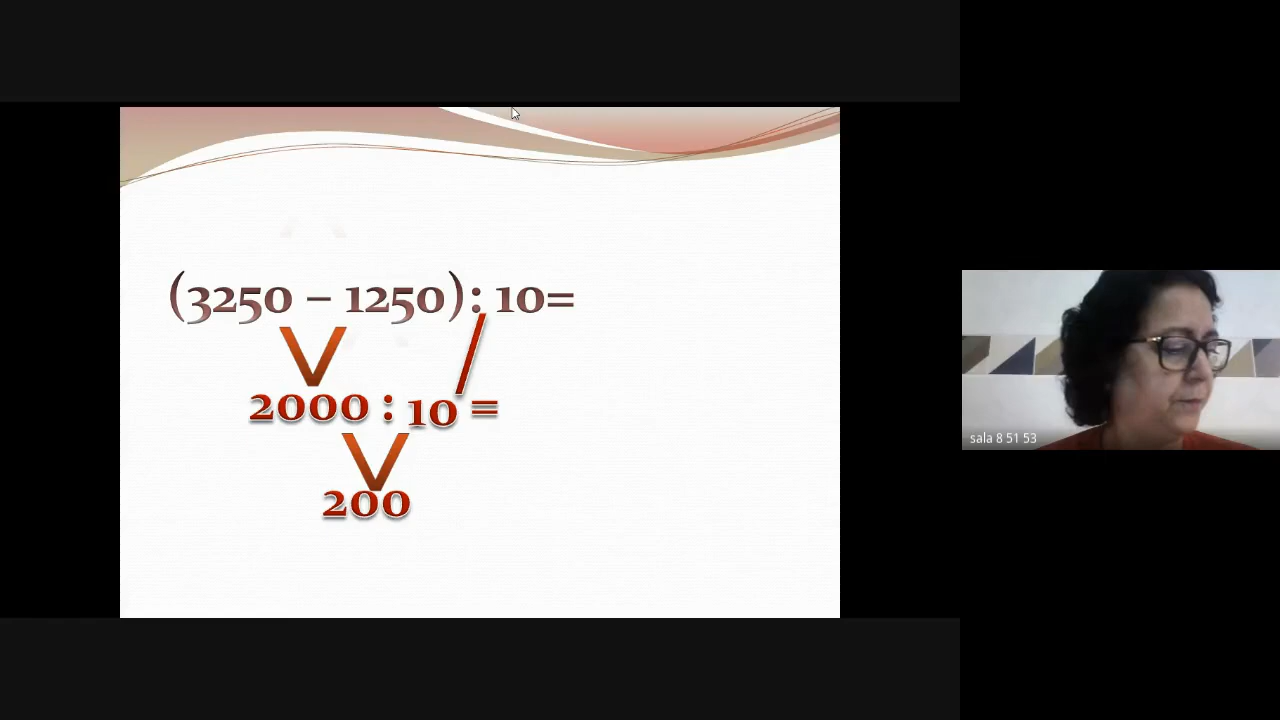 (3250 – 1250) : 10=
2000 : 10 =
200
sala 8 51 53